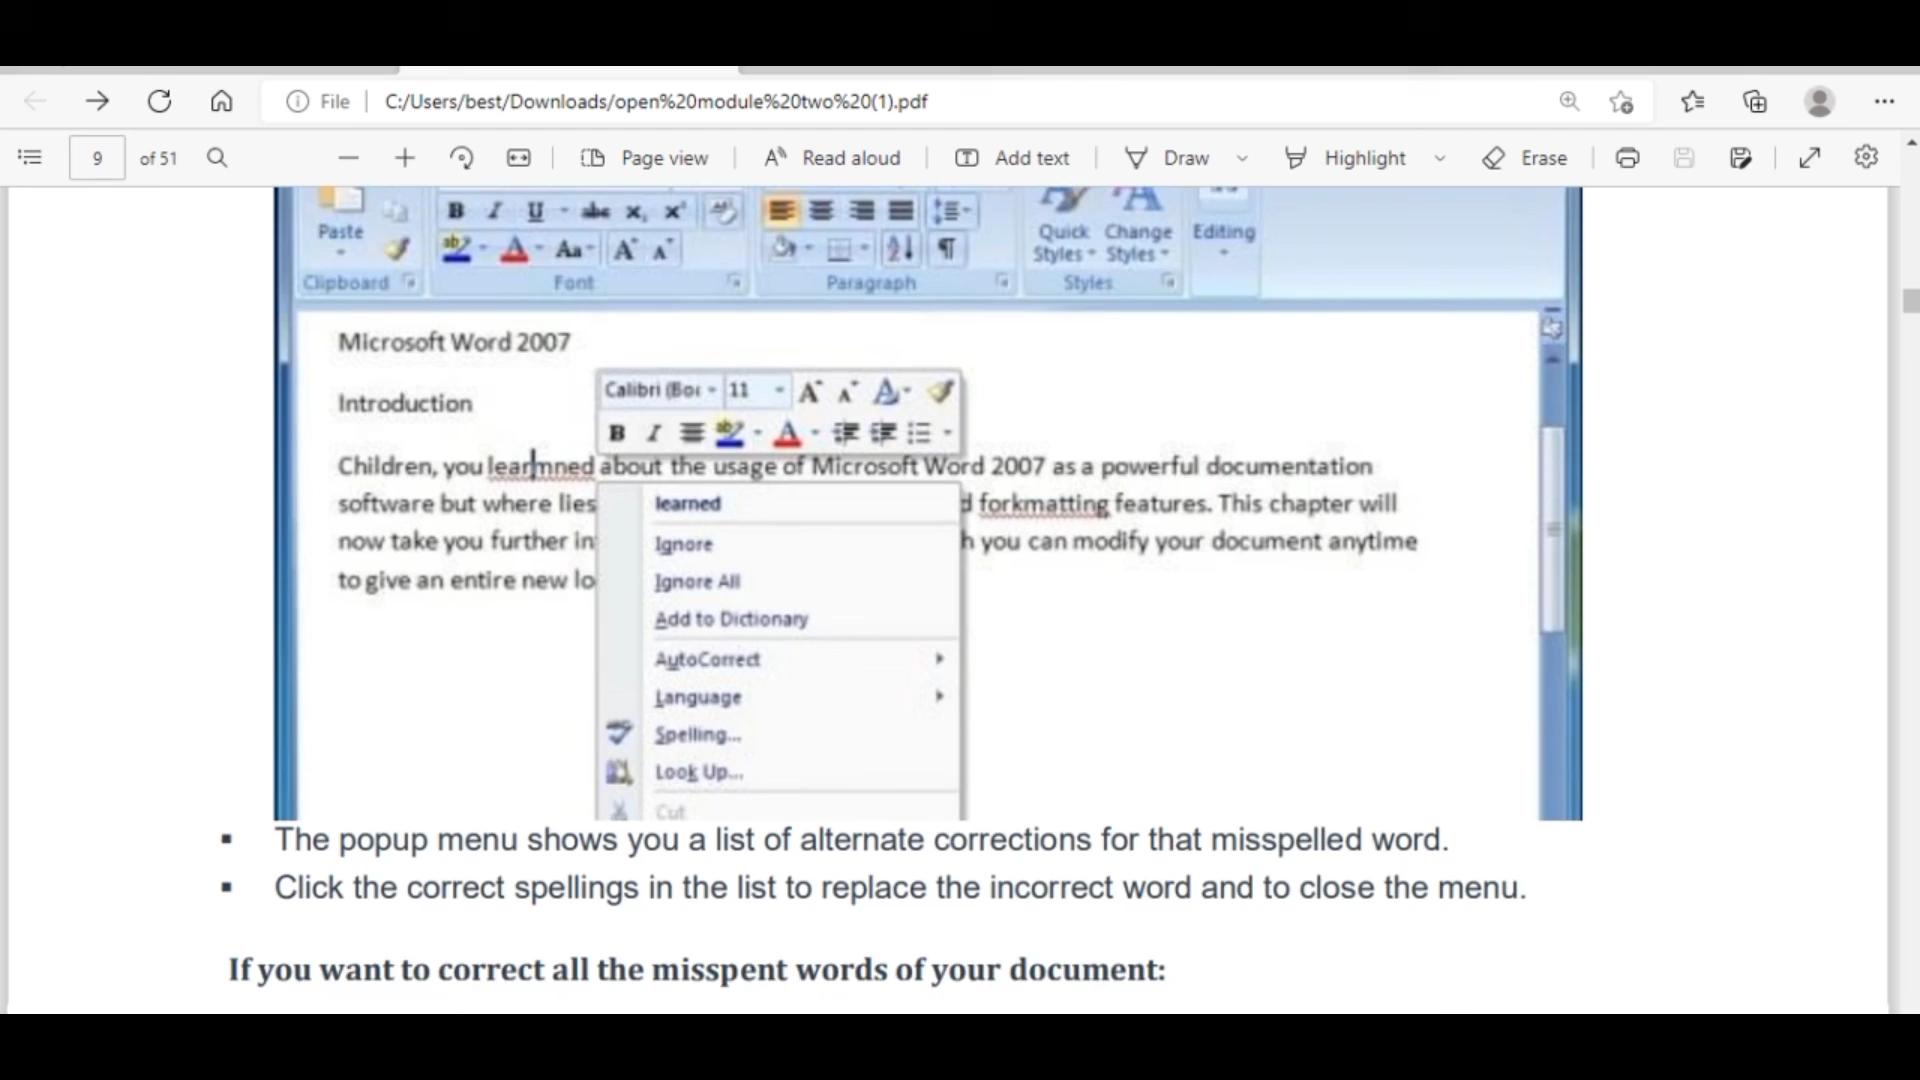 File C:/Users/best/Downloads/open%20module%20two%20(1).pdf
9 of 51 Page view Read aloud Add text Draw Highlight Erase
Paste Quick Styles Change Styles Editing
Clipboard Font Paragraph Styles
Microsoft Word 2007
Calibri (Boc 11
Introduction
Children, you learmned about the usage of Microsoft Word 2007 as a powerful documentation
software but where lies d forkmatting features. This chapter will
now take you further in h you can modify your document anytime
to give an entire new lo
learned
Ignore
Ignore All
Add to Dictionary
AutoCorrect
Language
Spelling...
Look Up...
Cut
▪ The popup menu shows you a list of alternate corrections for that misspelled word.
▪ Click the correct spellings in the list to replace the incorrect word and to close the menu.
If you want to correct all the misspent words of your document: